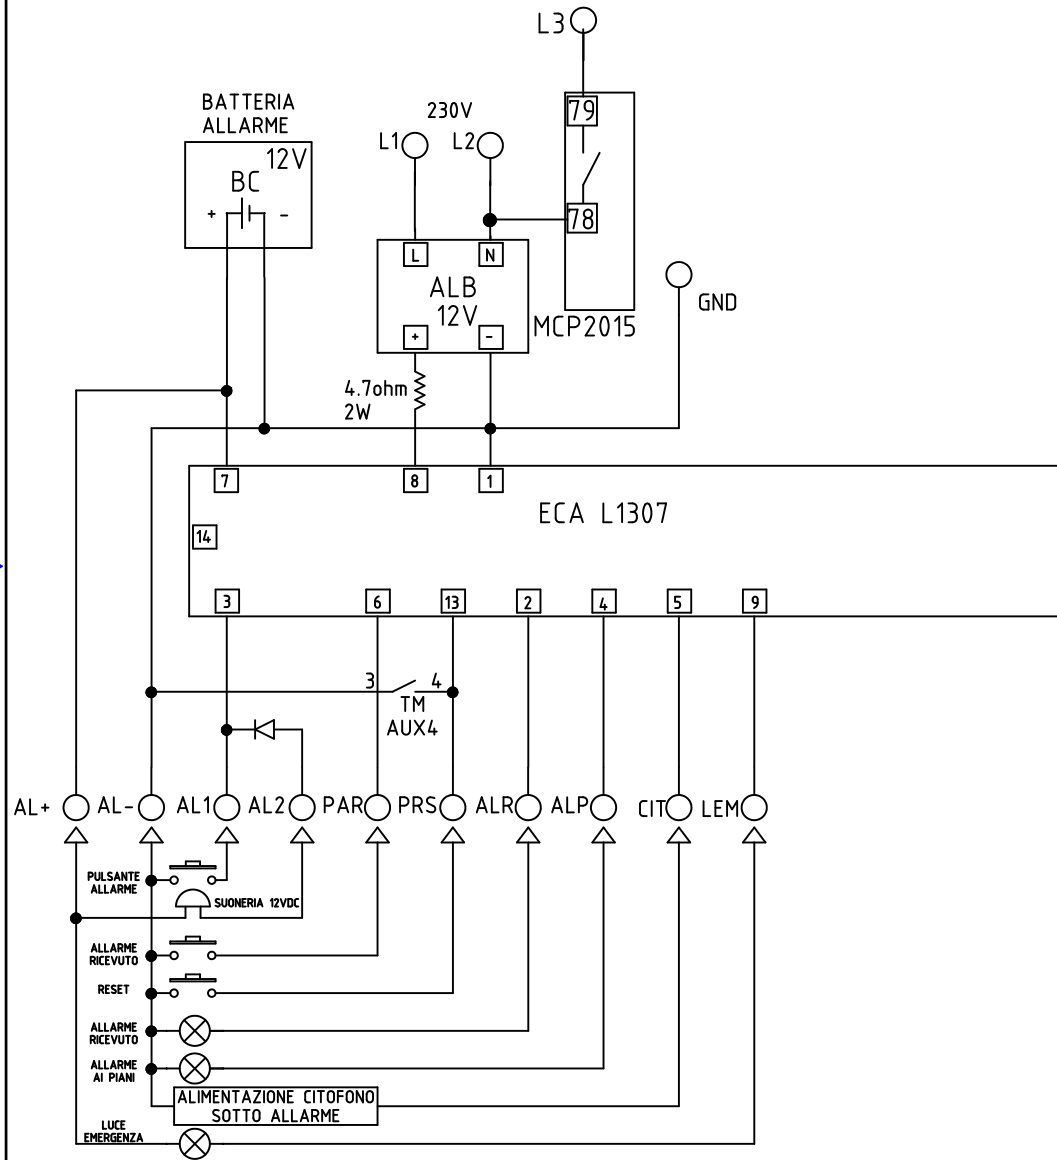 L3
79
BATTERIA
ALLARME
230V
L1
L2
12V
BC
+
-
78
L
N
ALB
12V
GND
MCP2015
+
-
4.7ohm
2W
7
8
1
ECA L1307
14
3
6
13
2
4
5
9
3
4
TM
AUX4
AL+
AL-
AL1
AL2
PAR
PRS
ALR
ALP
CIT
LEM
PULSANTE
ALLARME
SUONERIA 12VDC
ALLARME
RICEVUTO
RESET
ALLARME
RICEVUTO
ALLARME
AI PIANI
ALIMENTAZIONE CITOFONO
SOTTO ALLARME
LUCE
EMERGENZA